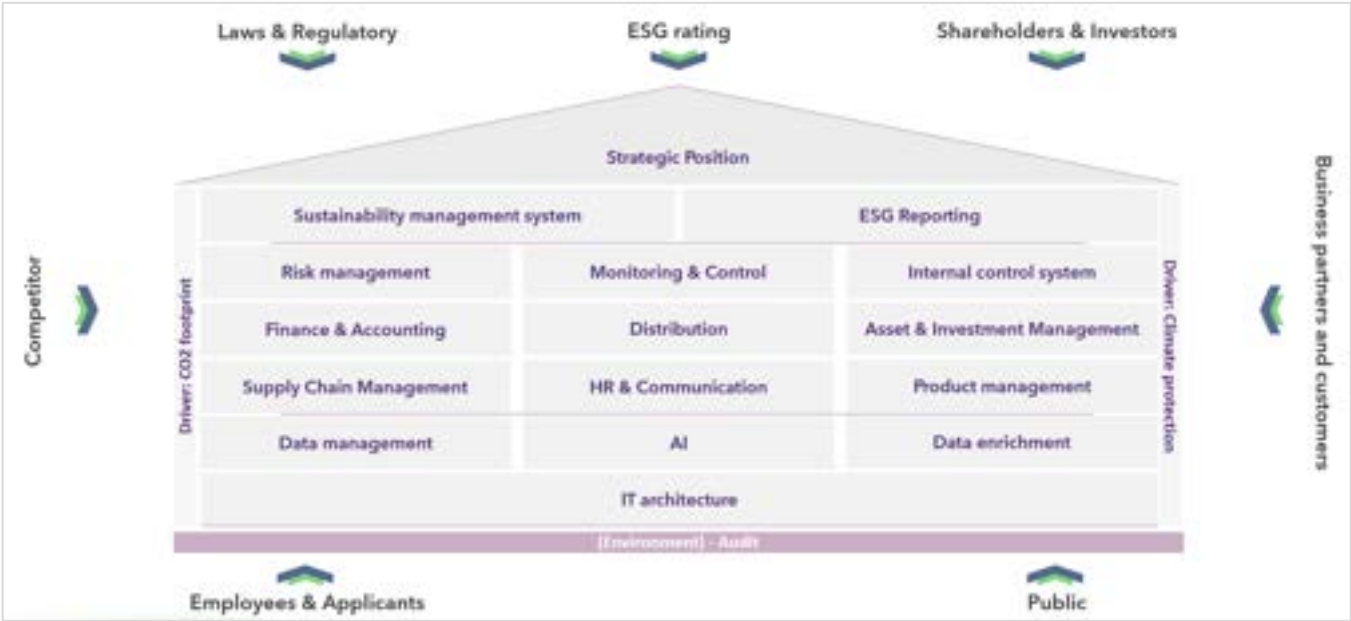 Laws & Regulatory
ESG rating
Shareholders & Investors
Strategic Position
Sustainability management system
ESG Reporting
Risk management
Monitoring & Control
Internal control system
Finance & Accounting
Distribution
Asset & Investment Management
Supply Chain Management
HR & Communication
Product management
Data management
AI
Data enrichment
IT architecture
(Environment) - Audit
Competitor
Driver: CO2 footprint
Driver: Climate protection
Business partners and customers
Employees & Applicants
Public